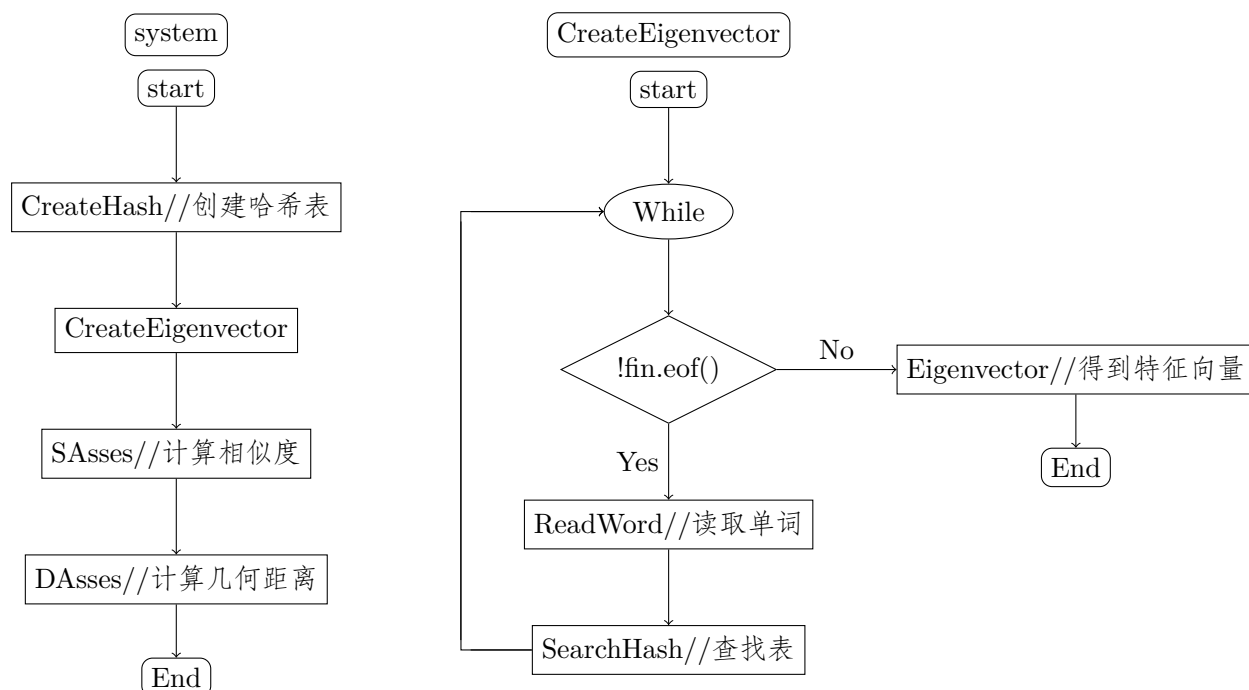 system
start
CreateHash//创建哈希表
CreateEigenvector
SAsses//计算相似度
DAsses//计算几何距离
End
CreateEigenvector
start
While
!fin.eof()
No
Eigenvector//得到特征向量
End
Yes
ReadWord//读取单词
SearchHash//查找表